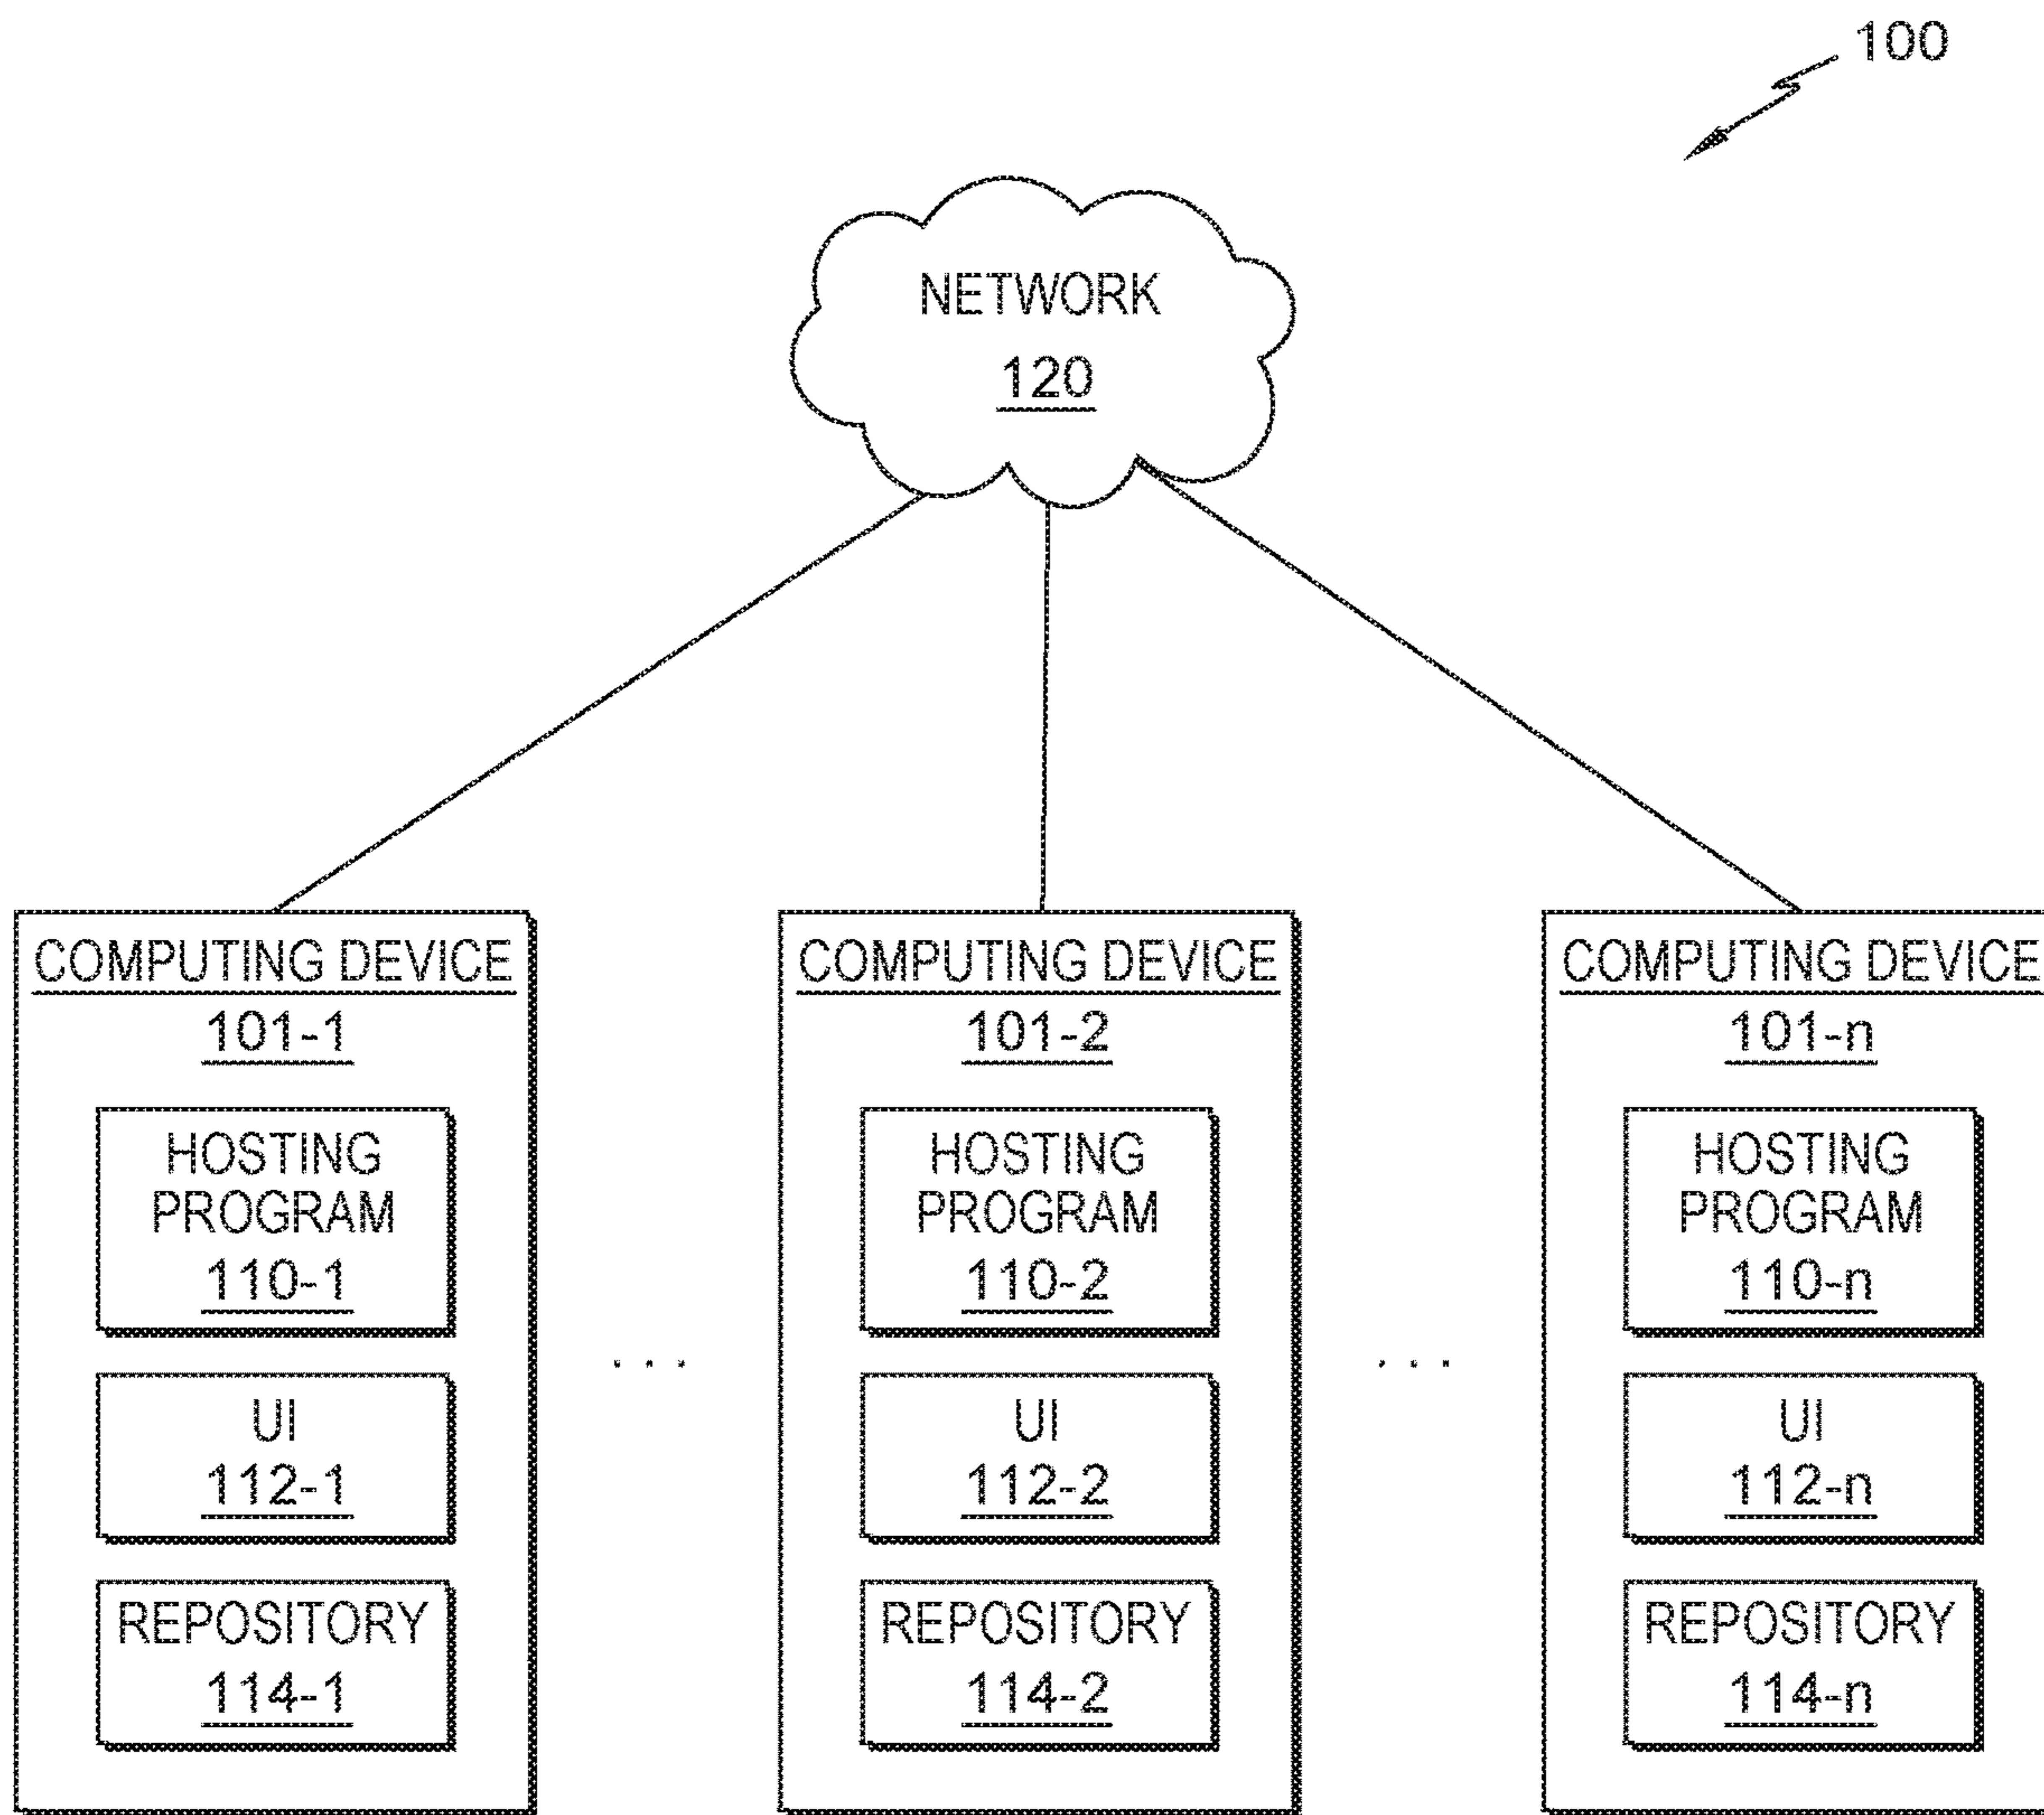 100
NETWORK
120
COMPUTING DEVICE
101-1
HOSTING
PROGRAM
110-1
UI
112-1
REPOSITORY
114-1
. . .
COMPUTING DEVICE
101-2
HOSTING
PROGRAM
110-2
UI
112-2
REPOSITORY
114-2
. . .
COMPUTING DEVICE
101-n
HOSTING
PROGRAM
110-n
UI
112-n
REPOSITORY
114-n